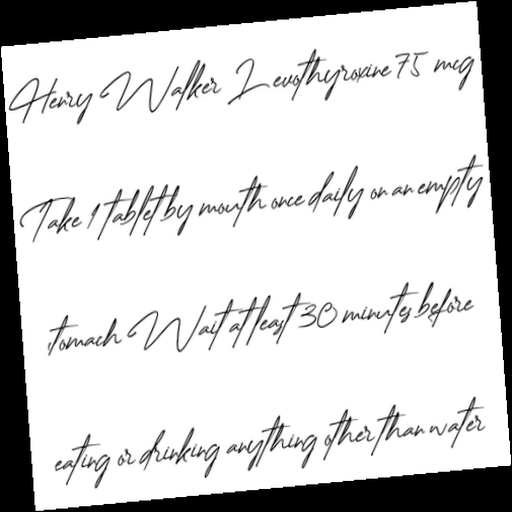 Henry Walker Levothyroxine 75 mcg
Take 1 tablet by mouth once daily on an empty
stomach Wait at least 30 minutes before
eating or drinking anything other than water